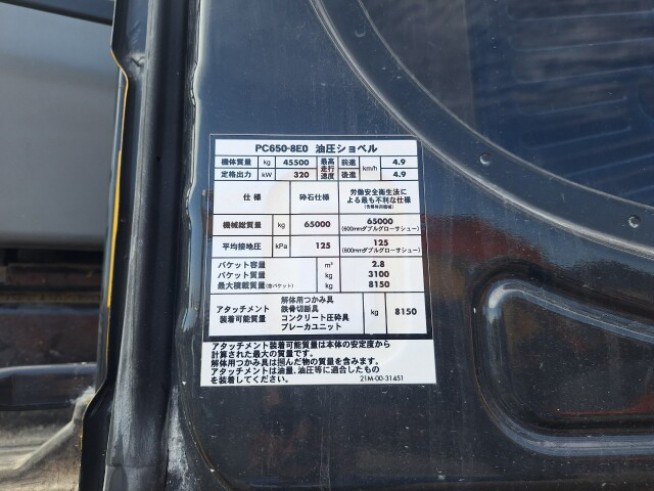 PC650-8E0 油圧ショベル
機体質量 kg 45500 最高走行速度 前進 km/h 4.9
定格出力 kW 320 後進 4.9
仕様 砕石仕様 労働安全衛生法に
よる最も不利な仕様
機械総質量 kg 65000 65000
(600mmダブルグローサシュー)
平均接地圧 kPa 125 125
(600mmダブルグローサシュー)
バケット容量 m³ 2.8
バケット質量 kg 3100
最大積載質量(含バケット) kg 8150
アタッチメント
装着可能質量
解体用つかみ具
鉄骨切断具
コンクリート圧砕具
ブレーカユニット
kg 8150
アタッチメント装着可能質量は本体の安定度から
計算された最大の質量です。
解体用つかみ具は掴んだ物の質量を含みます。
アタッチメントは油量、油圧等に適合したもの
を装着してください。 21M-00-31451